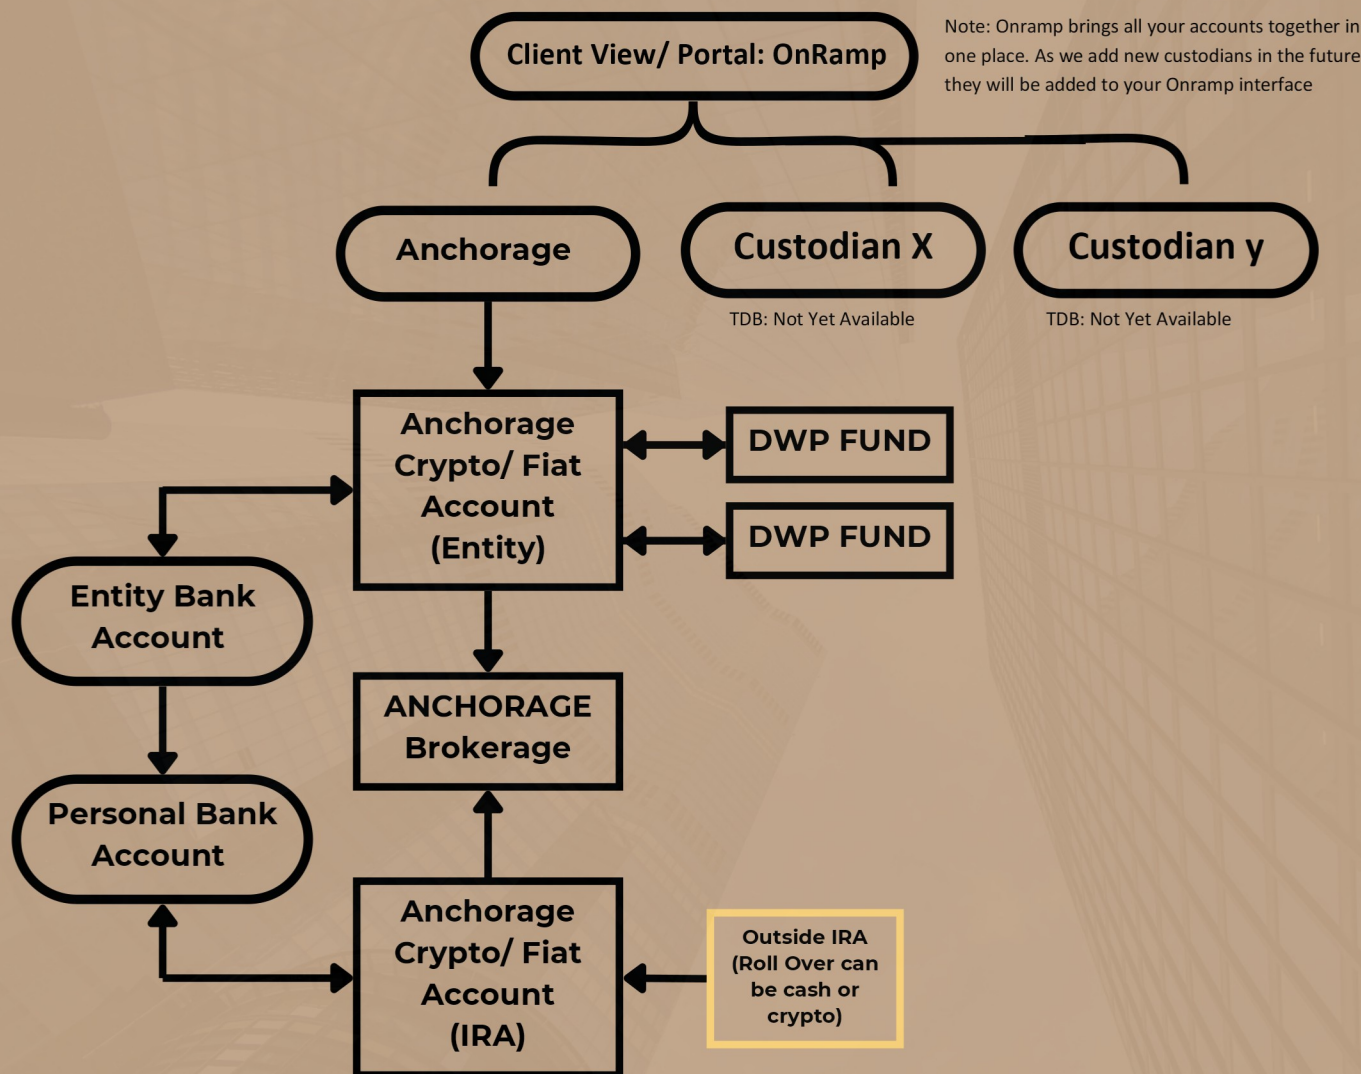 Client View/ Portal: OnRamp
Note: Onramp brings all your accounts together in
one place. As we add new custodians in the future
they will be added to your Onramp interface
Anchorage
Custodian X
Custodian y
TDB: Not Yet Available
TDB: Not Yet Available
Anchorage
Crypto/ Fiat
Account
(Entity)
DWP FUND
DWP FUND
Entity Bank
Account
ANCHORAGE
Brokerage
Personal Bank
Account
Anchorage
Crypto/ Fiat
Account
(IRA)
Outside IRA
(Roll Over can
be cash or
crypto)